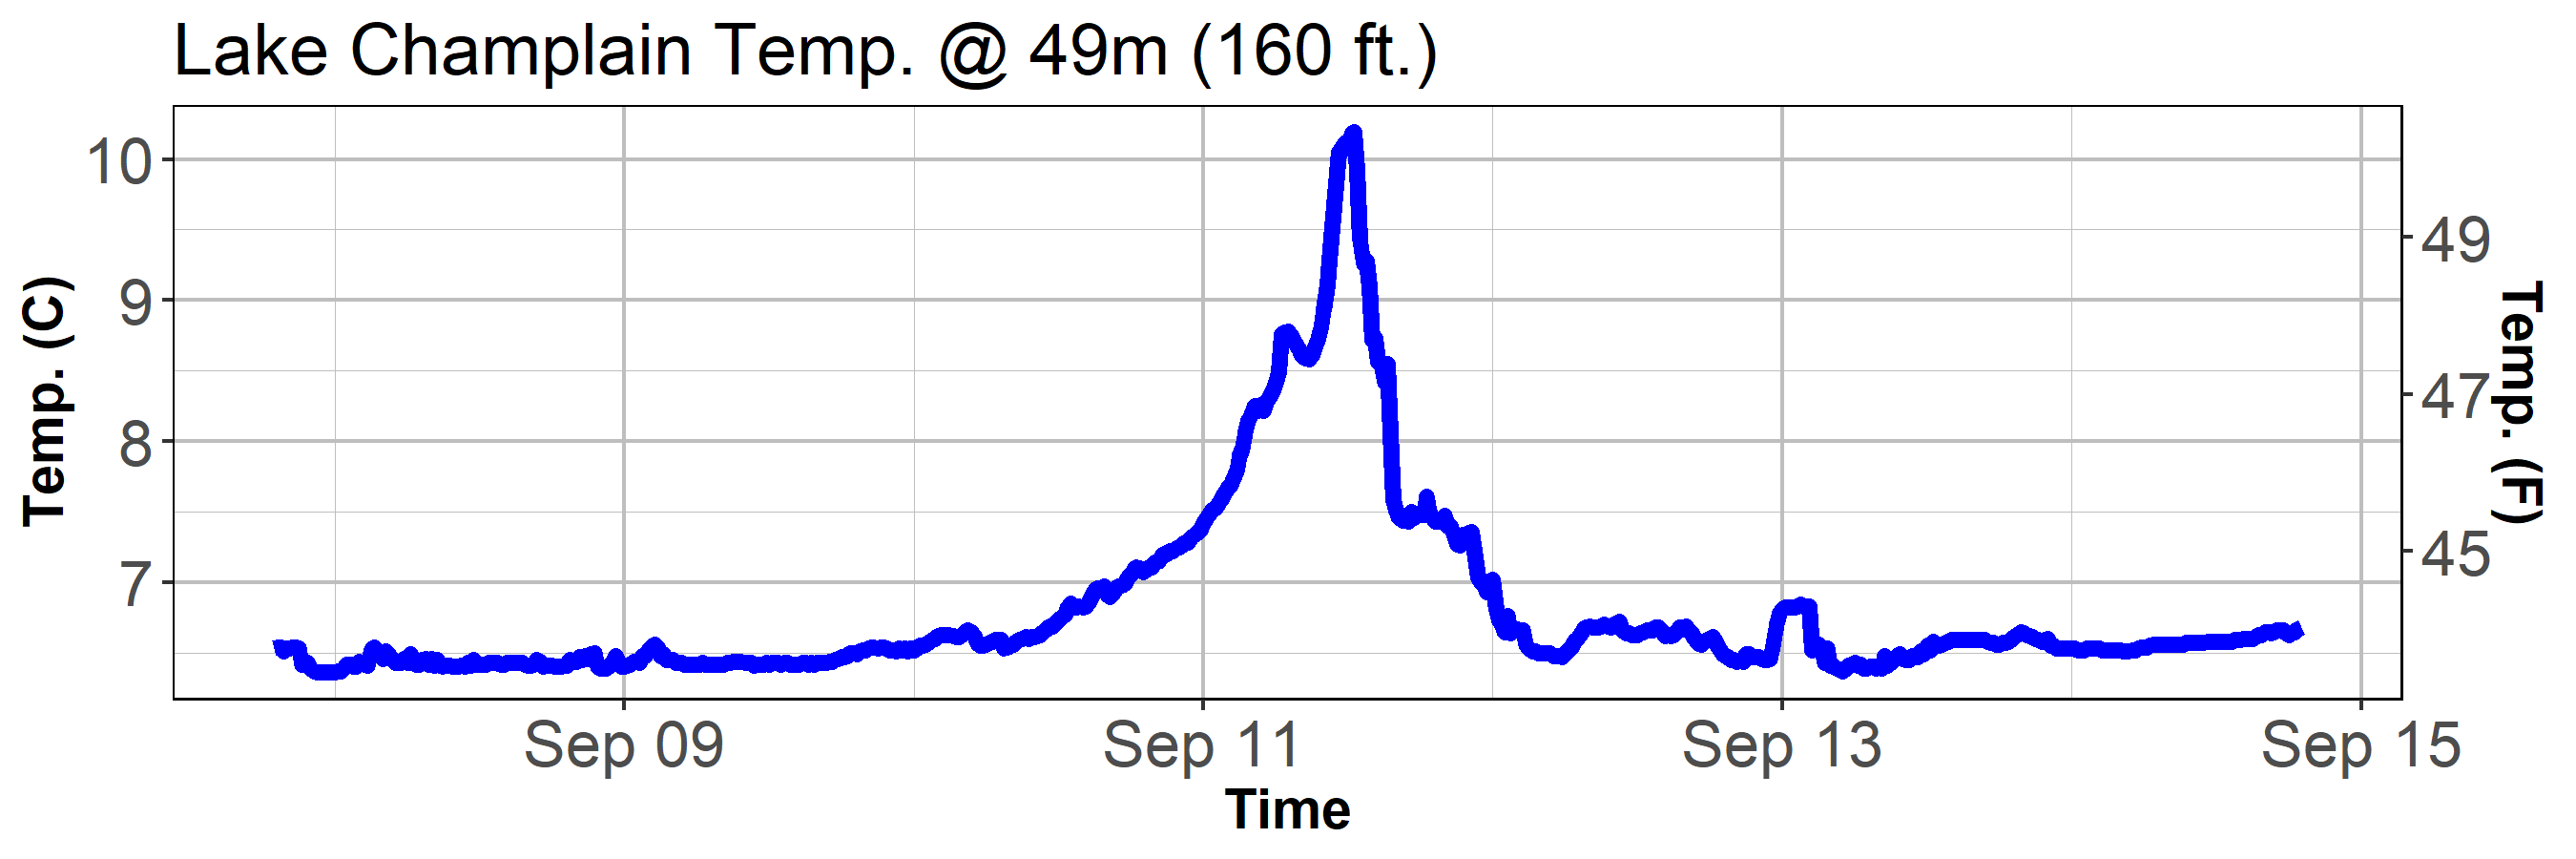 Lake Champlain Temp. @ 49m (160 ft.)
10
9
8
7
Temp. (C)
49
47
45
Temp. (F)
Sep 09
Sep 11
Sep 13
Sep 15
Time